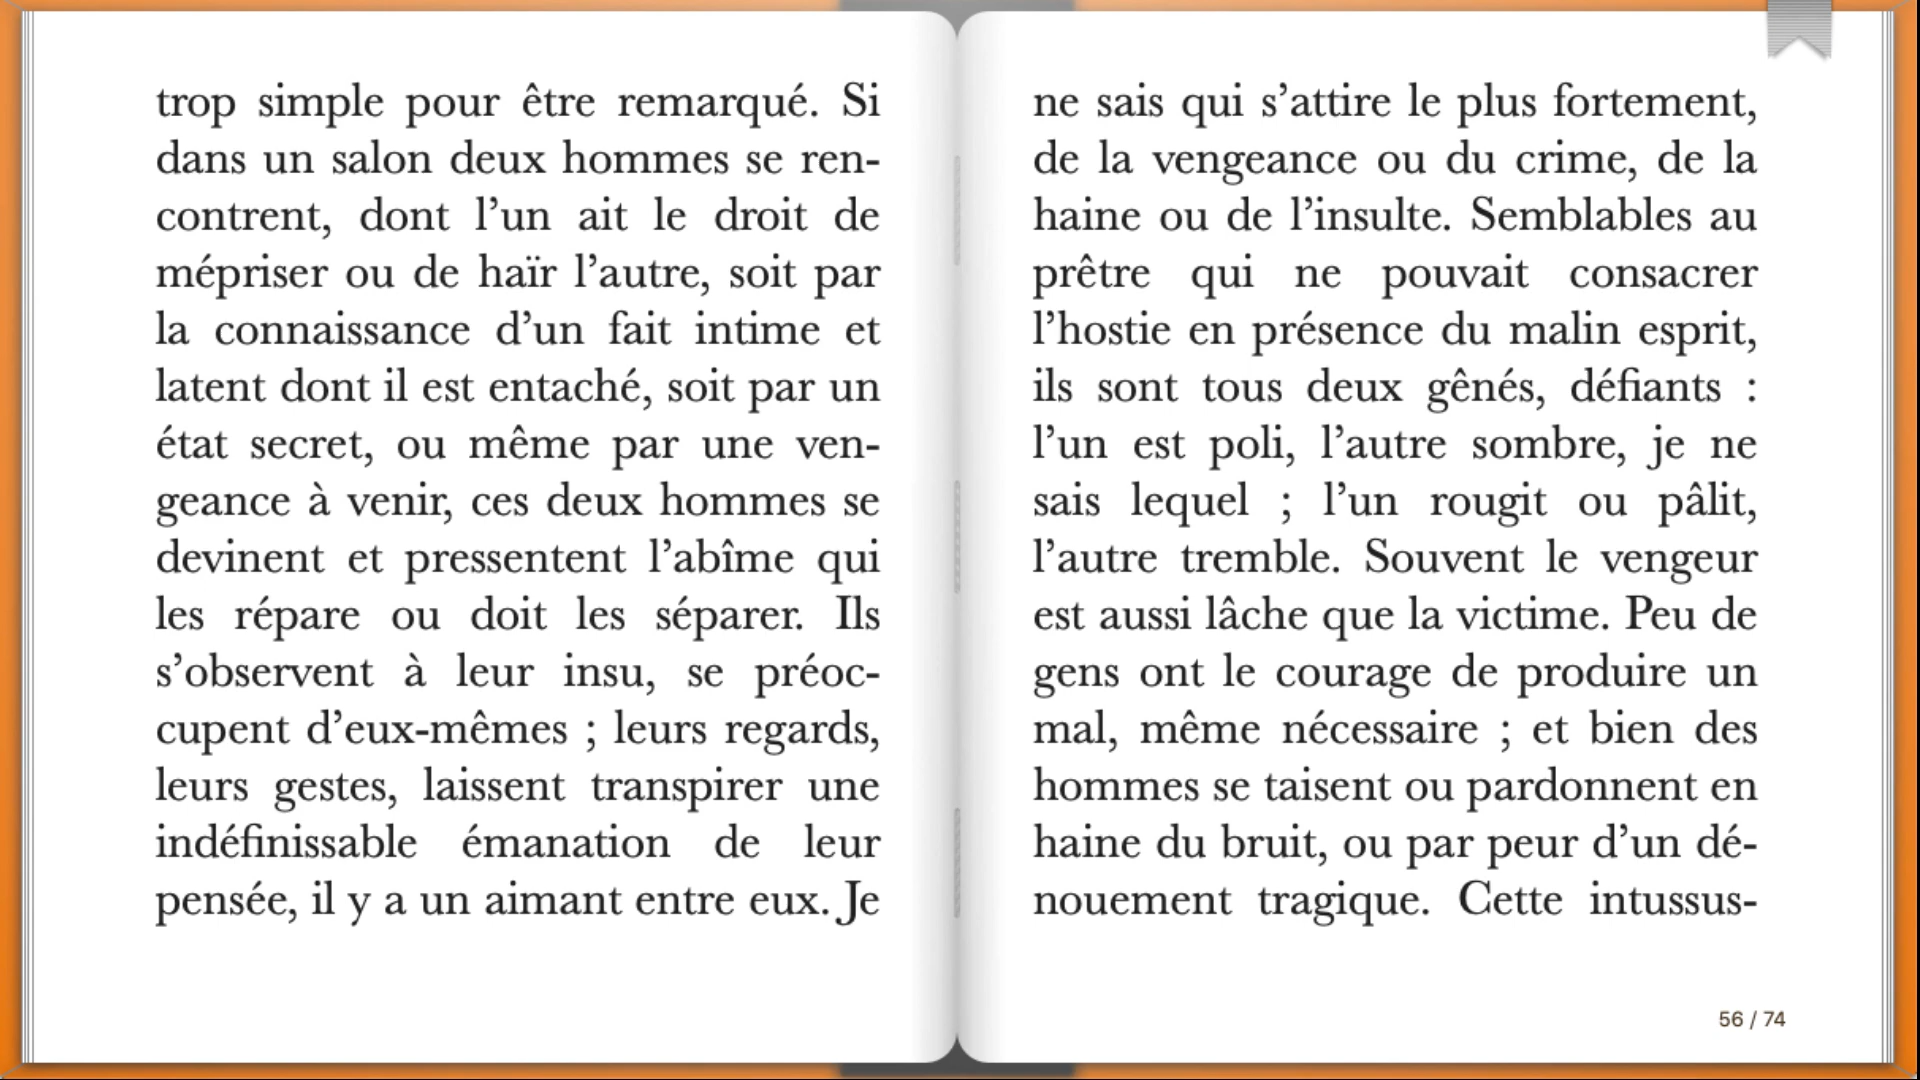 trop simple pour être remarqué. Si
dans un salon deux hommes se ren-
contrent, dont l’un ait le droit de
mépriser ou de haïr l’autre, soit par
la connaissance d’un fait intime et
latent dont il est entaché, soit par un
état secret, ou même par une ven-
geance à venir, ces deux hommes se
devinent et pressentent l’abîme qui
les répare ou doit les séparer. Ils
s’observent à leur insu, se préoc-
cupent d’eux-mêmes ; leurs regards,
leurs gestes, laissent transpirer une
indéfinissable émanation de leur
pensée, il y a un aimant entre eux. Je
ne sais qui s’attire le plus fortement,
de la vengeance ou du crime, de la
haine ou de l’insulte. Semblables au
prêtre qui ne pouvait consacrer
l’hostie en présence du malin esprit,
ils sont tous deux gênés, défiants :
l’un est poli, l’autre sombre, je ne
sais lequel ; l’un rougit ou pâlit,
l’autre tremble. Souvent le vengeur
est aussi lâche que la victime. Peu de
gens ont le courage de produire un
mal, même nécessaire ; et bien des
hommes se taisent ou pardonnent en
haine du bruit, ou par peur d’un dé-
nouement tragique. Cette intussus-
56 / 74